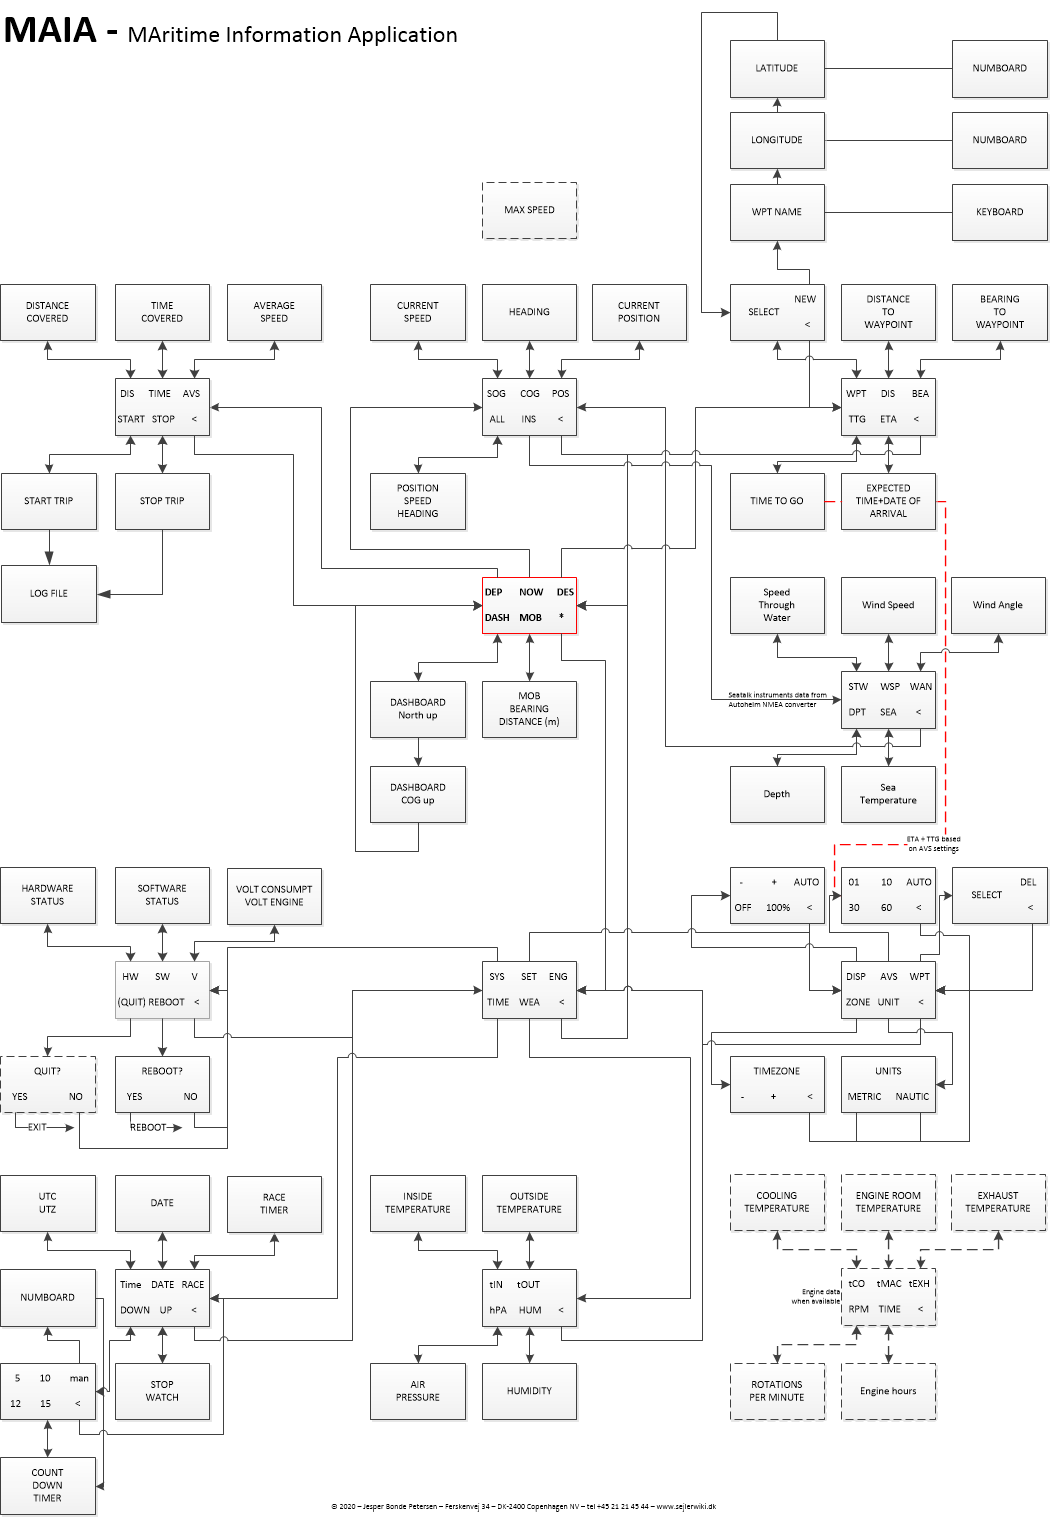 MAIA - MAritime Information Application
LATITUDE
NUMBOARD
LONGITUDE
NUMBOARD
WPT NAME
KEYBOARD
MAX SPEED
DISTANCE
COVERED
TIME
COVERED
AVERAGE
SPEED
CURRENT
SPEED
HEADING
CURRENT
POSITION
NEW
SELECT
<
DISTANCE
TO
WAYPOINT
BEARING
TO
WAYPOINT
DIS TIME AVS
START STOP <
SOG COG POS
ALL INS <
WPT DIS BEA
TTG ETA <
START TRIP
STOP TRIP
POSITION
SPEED
HEADING
TIME TO GO
EXPECTED
TIME+DATE OF
ARRIVAL
LOG FILE
DEP NOW DES
DASH MOB *
Speed
Through
Water
Wind Speed
Wind Angle
DASHBOARD
North up
MOB
BEARING
DISTANCE (m)
Seatalk instruments data from
Autohelm NMEA converter
STW WSP WAN
DPT SEA <
DASHBOARD
COG up
Depth
Sea
Temperature
ETA + TTG based
on AVS settings
HARDWARE
STATUS
SOFTWARE
STATUS
VOLT CONSUMPT
VOLT ENGINE
- + AUTO
OFF 100% <
01 10 AUTO
30 60 <
DEL
SELECT
<
HW SW V
(QUIT) REBOOT <
SYS SET ENG
TIME WEA <
DISP AVS WPT
ZONE UNIT <
QUIT?
YES NO
REBOOT?
YES NO
TIMEZONE
- + <
UNITS
METRIC NAUTIC
EXIT
REBOOT
UTC
UTZ
DATE
RACE
TIMER
INSIDE
TEMPERATURE
OUTSIDE
TEMPERATURE
COOLING
TEMPERATURE
ENGINE ROOM
TEMPERATURE
EXHAUST
TEMPERATURE
NUMBOARD
Time DATE RACE
DOWN UP <
tIN tOUT
hPA HUM <
Engine data
when available
tCO tMAC tEXH
RPM TIME <
5 10 man
12 15 <
STOP
WATCH
AIR
PRESSURE
HUMIDITY
ROTATIONS
PER MINUTE
Engine hours
COUNT
DOWN
TIMER
© 2020 – Jesper Bonde Petersen – Ferskenvej 34 – DK-2400 Copenhagen NV – tel +45 21 21 45 44 – www.sejlerwiki.dk